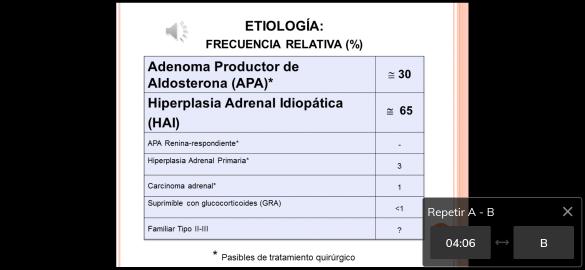 ETIOLOGÍA:
FRECUENCIA RELATIVA (%)
Adenoma Productor de
Aldosterona (APA)*
≅ 30
Hiperplasia Adrenal Idiopática
(HAI)
≅ 65
APA Renina-respondiente*
-
Hiperplasia Adrenal Primaria*
3
Carcinoma adrenal*
1
Suprimible con glucocorticoides (GRA)
<1
Familiar Tipo II-III
?
* Pasibles de tratamiento quirúrgico
Repetir A - B
04:06
B